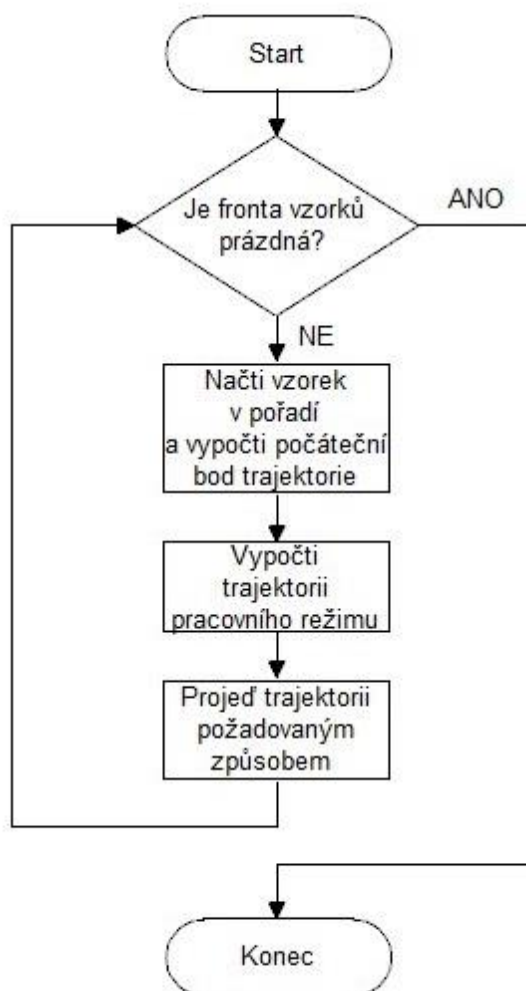 Start
Je fronta vzorků
prázdná?
ANO
NE
Načti vzorek
v pořadí
a vypočti počáteční
bod trajektorie
Vypočti
trajektorii
pracovního režimu
Projeď trajektorii
požadovaným
způsobem
Konec